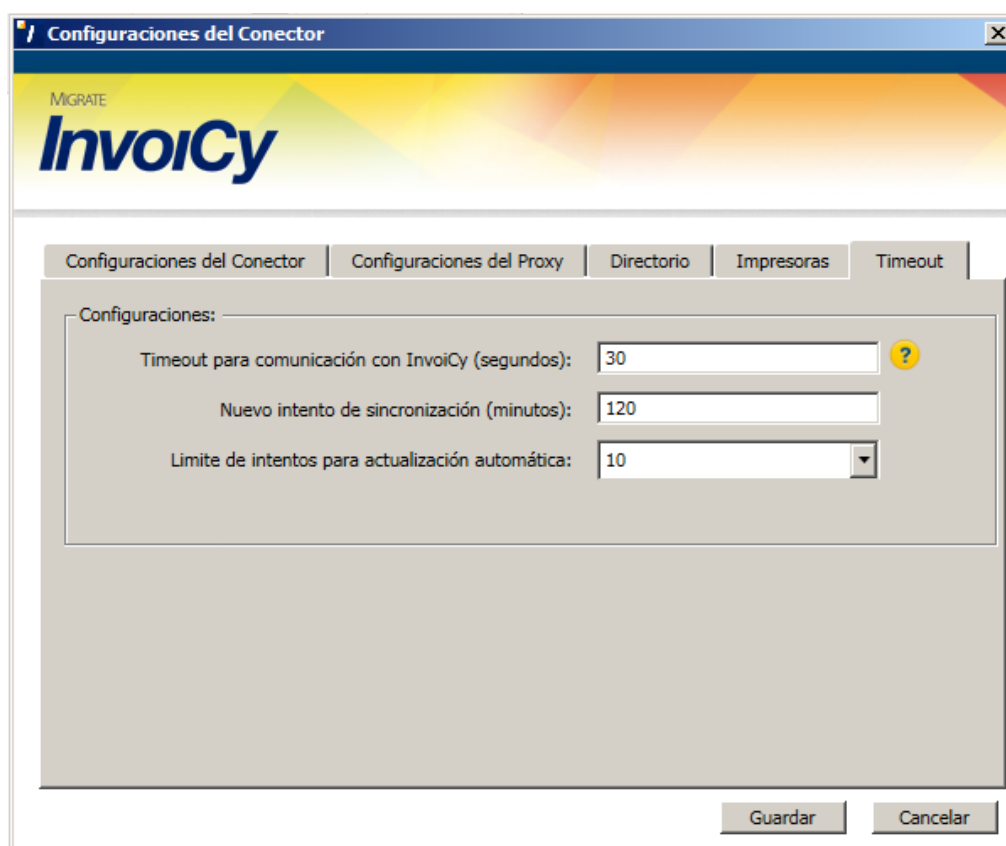 Configuraciones del Conector
MIGRATE
InvoiCy
Configuraciones del Conector Configuraciones del Proxy Directorio Impresoras Timeout
Configuraciones:
Timeout para comunicación con InvoiCy (segundos): 30 ?
Nuevo intento de sincronización (minutos): 120
Limite de intentos para actualización automática: 10
Guardar Cancelar